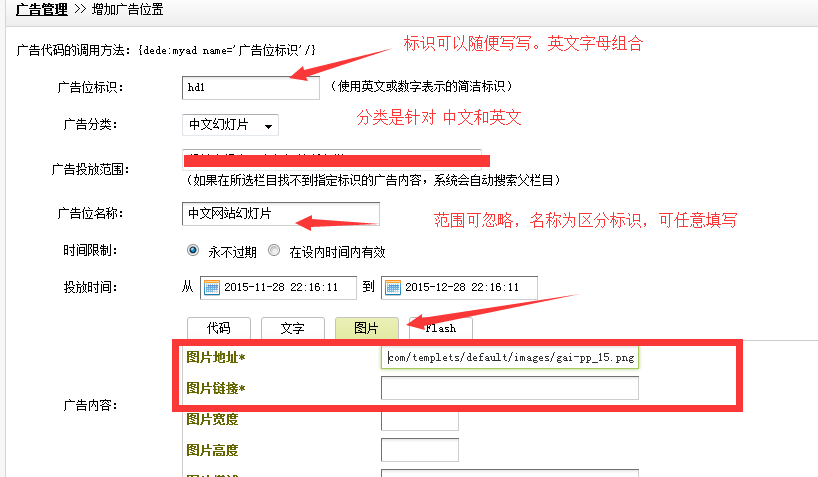 广告管理 >> 增加广告位置
广告代码的调用方法：{dede:myad name='广告位标识'/}
标识可以随便写写。英文字母组合
广告位标识： hd1 （使用英文或数字表示的简洁标识）
广告分类： 中文幻灯片
分类是针对 中文和英文
广告投放范围：
（如果在所选栏目找不到指定标识的广告内容，系统会自动搜索父栏目）
广告位名称： 中文网站幻灯片
范围可忽略，名称为区分标识，可任意填写
时间限制： 永不过期 在设内时间内有效
投放时间： 从 2015-11-28 22:16:11 到 2015-12-28 22:16:11
代码 文字 图片 Flash
图片地址* com/templets/default/images/gai-pp_15.png
图片链接*
广告内容：
图片宽度
图片高度